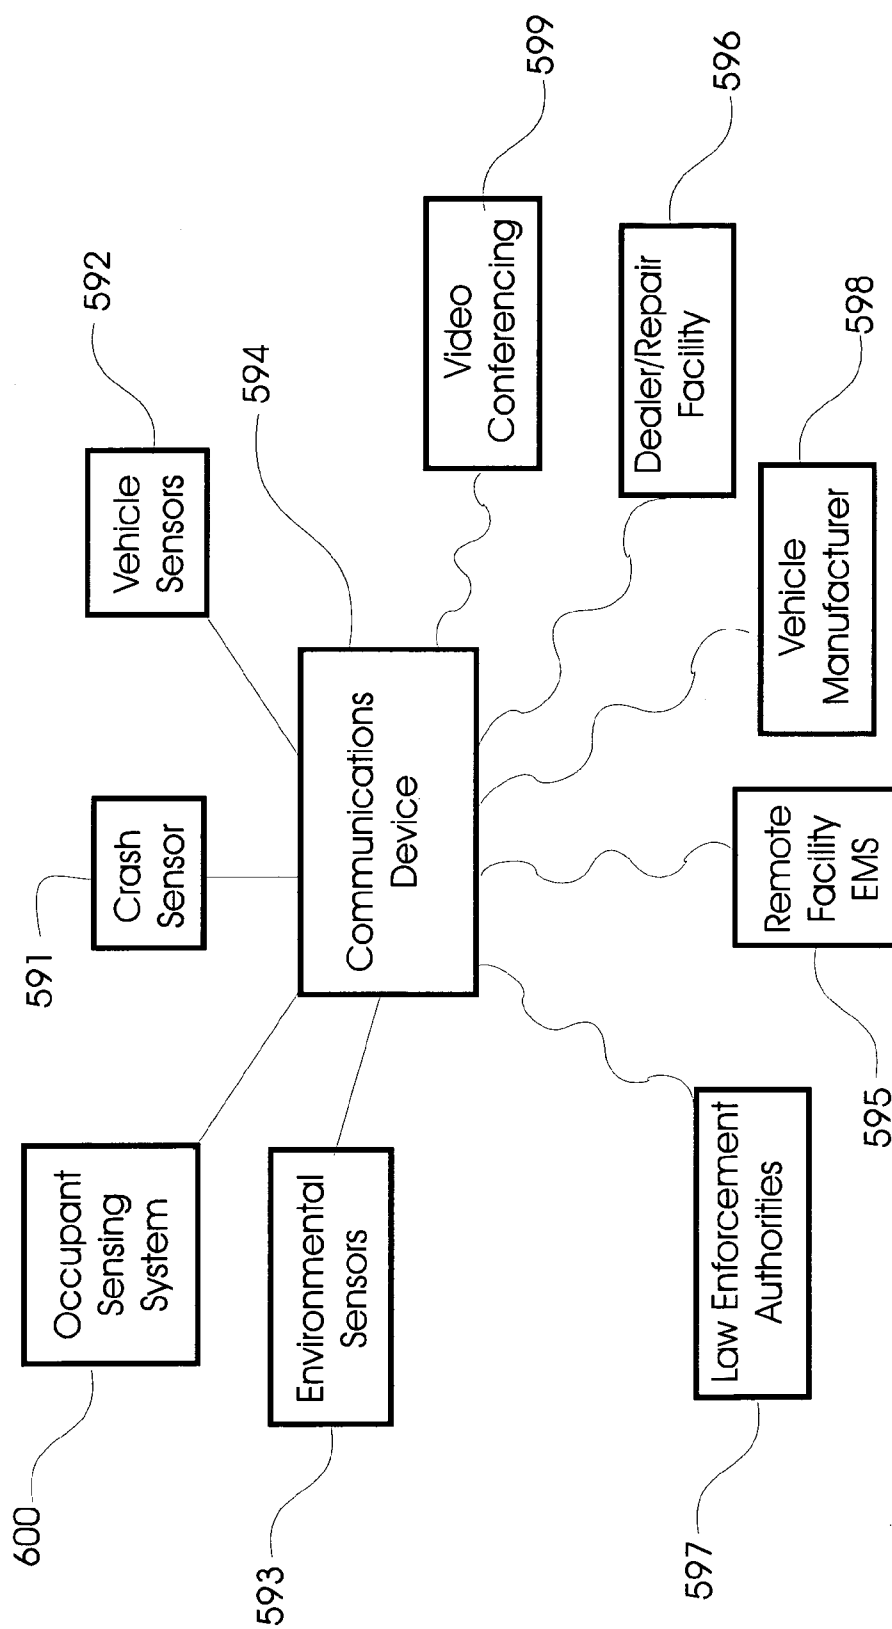 600
Occupant
Sensing
System
591
Crash
Sensor
592
Vehicle
Sensors
594
593
Environmental
Sensors
Communications
Device
Video
Conferencing
599
Dealer/Repair
Facility
596
597
Law Enforcement
Authorities
595
Remote
Facility
EMS
Vehicle
Manufacturer
598